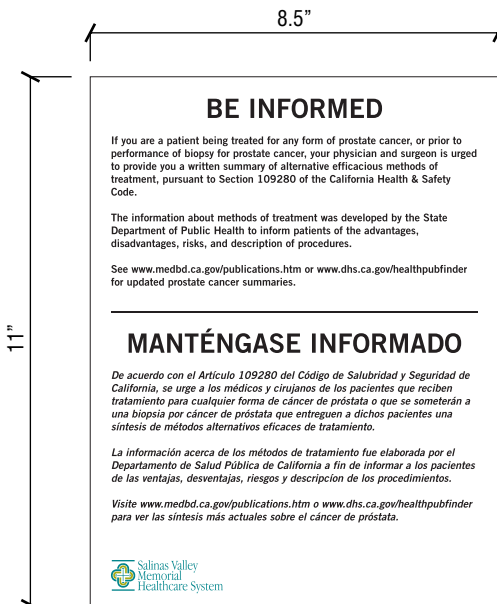 8.5”
11”
BE INFORMED
If you are a patient being treated for any form of prostate cancer, or prior to
performance of biopsy for prostate cancer, your physician and surgeon is urged
to provide you a written summary of alternative efficacious methods of
treatment, pursuant to Section 109280 of the California Health & Safety
Code.
The information about methods of treatment was developed by the State
Department of Public Health to inform patients of the advantages,
disadvantages, risks, and description of procedures.
See www.medbd.ca.gov/publications.htm or www.dhs.ca.gov/healthpubfinder
for updated prostate cancer summaries.
MANTÉNGASE INFORMADO
De acuerdo con el Artículo 109280 del Código de Salubridad y Seguridad de
California, se urge a los médicos y cirujanos de los pacientes que reciben
tratamiento para cualquier forma de cáncer de próstata o que se someterán a
una biopsia por cáncer de próstata que entreguen a dichos pacientes una
síntesis de métodos alternativos eficaces de tratamiento.
La información acerca de los métodos de tratamiento fue elaborada por el
Departamento de Salud Pública de California a fin de informar a los pacientes
de las ventajas, desventajas, riesgos y descripcíon de los procedimientos.
Visite www.medbd.ca.gov/publications.htm o www.dhs.ca.gov/healthpubfinder
para ver las síntesis más actuales sobre el cáncer de próstata.
Salinas Valley
Memorial
Healthcare System